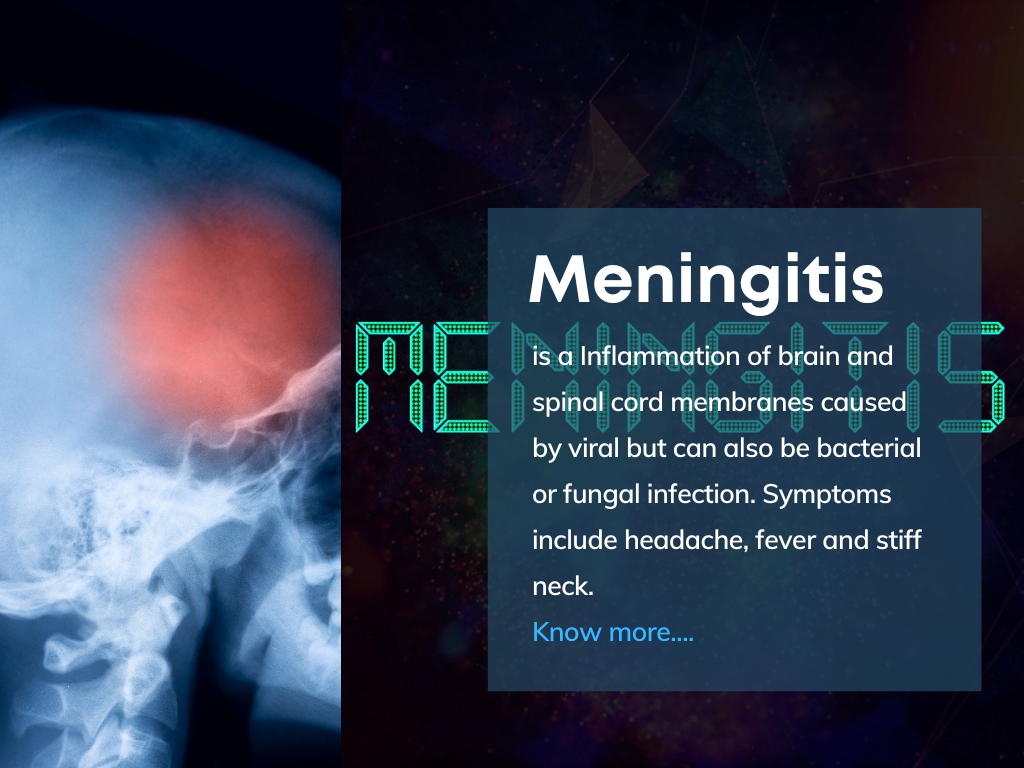 Meningitis
MENINGITIS
is a Inflammation of brain and
spinal cord membranes caused
by viral but can also be bacterial
or fungal infection. Symptoms
include headache, fever and stiff
neck.
Know more....